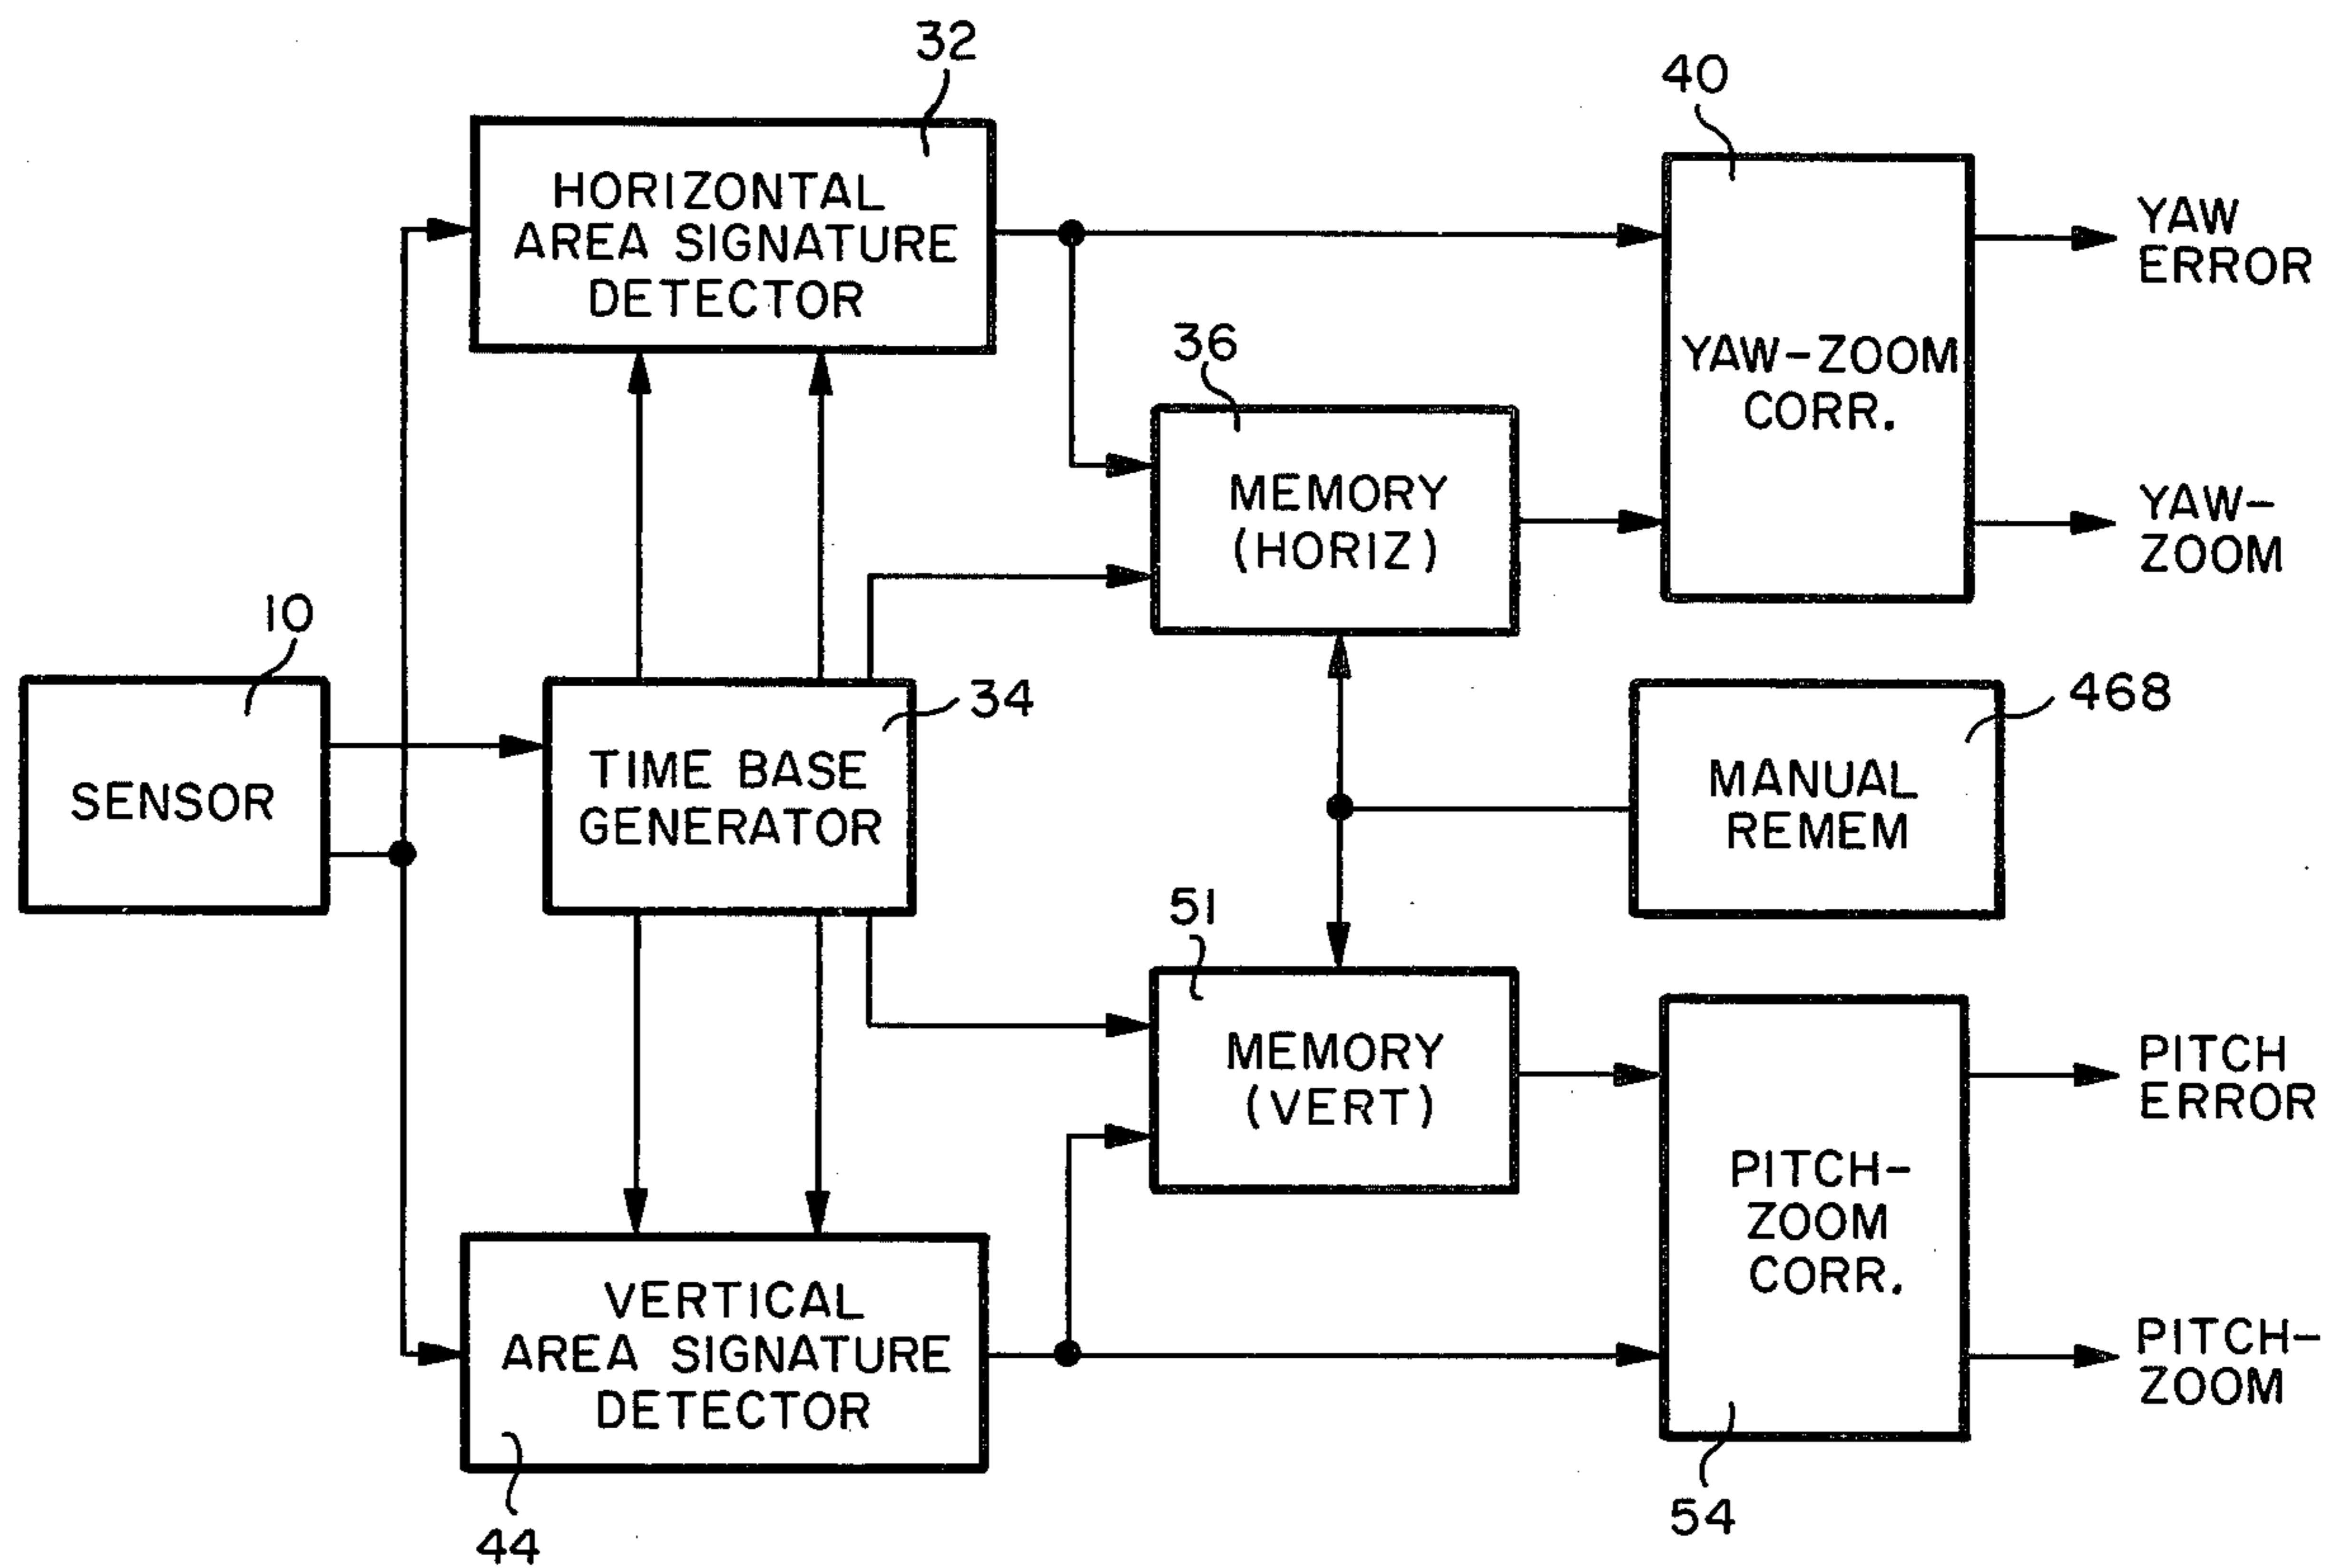 32
HORIZONTAL
AREA SIGNATURE
DETECTOR
40
YAW-ZOOM
CORR.
YAW
ERROR
YAW-
ZOOM
36
MEMORY
(HORIZ)
10
SENSOR
34
TIME BASE
GENERATOR
468
MANUAL
REMEM
51
MEMORY
(VERT)
PITCH-
ZOOM
CORR.
54
PITCH
ERROR
PITCH-
ZOOM
VERTICAL
AREA SIGNATURE
DETECTOR
44